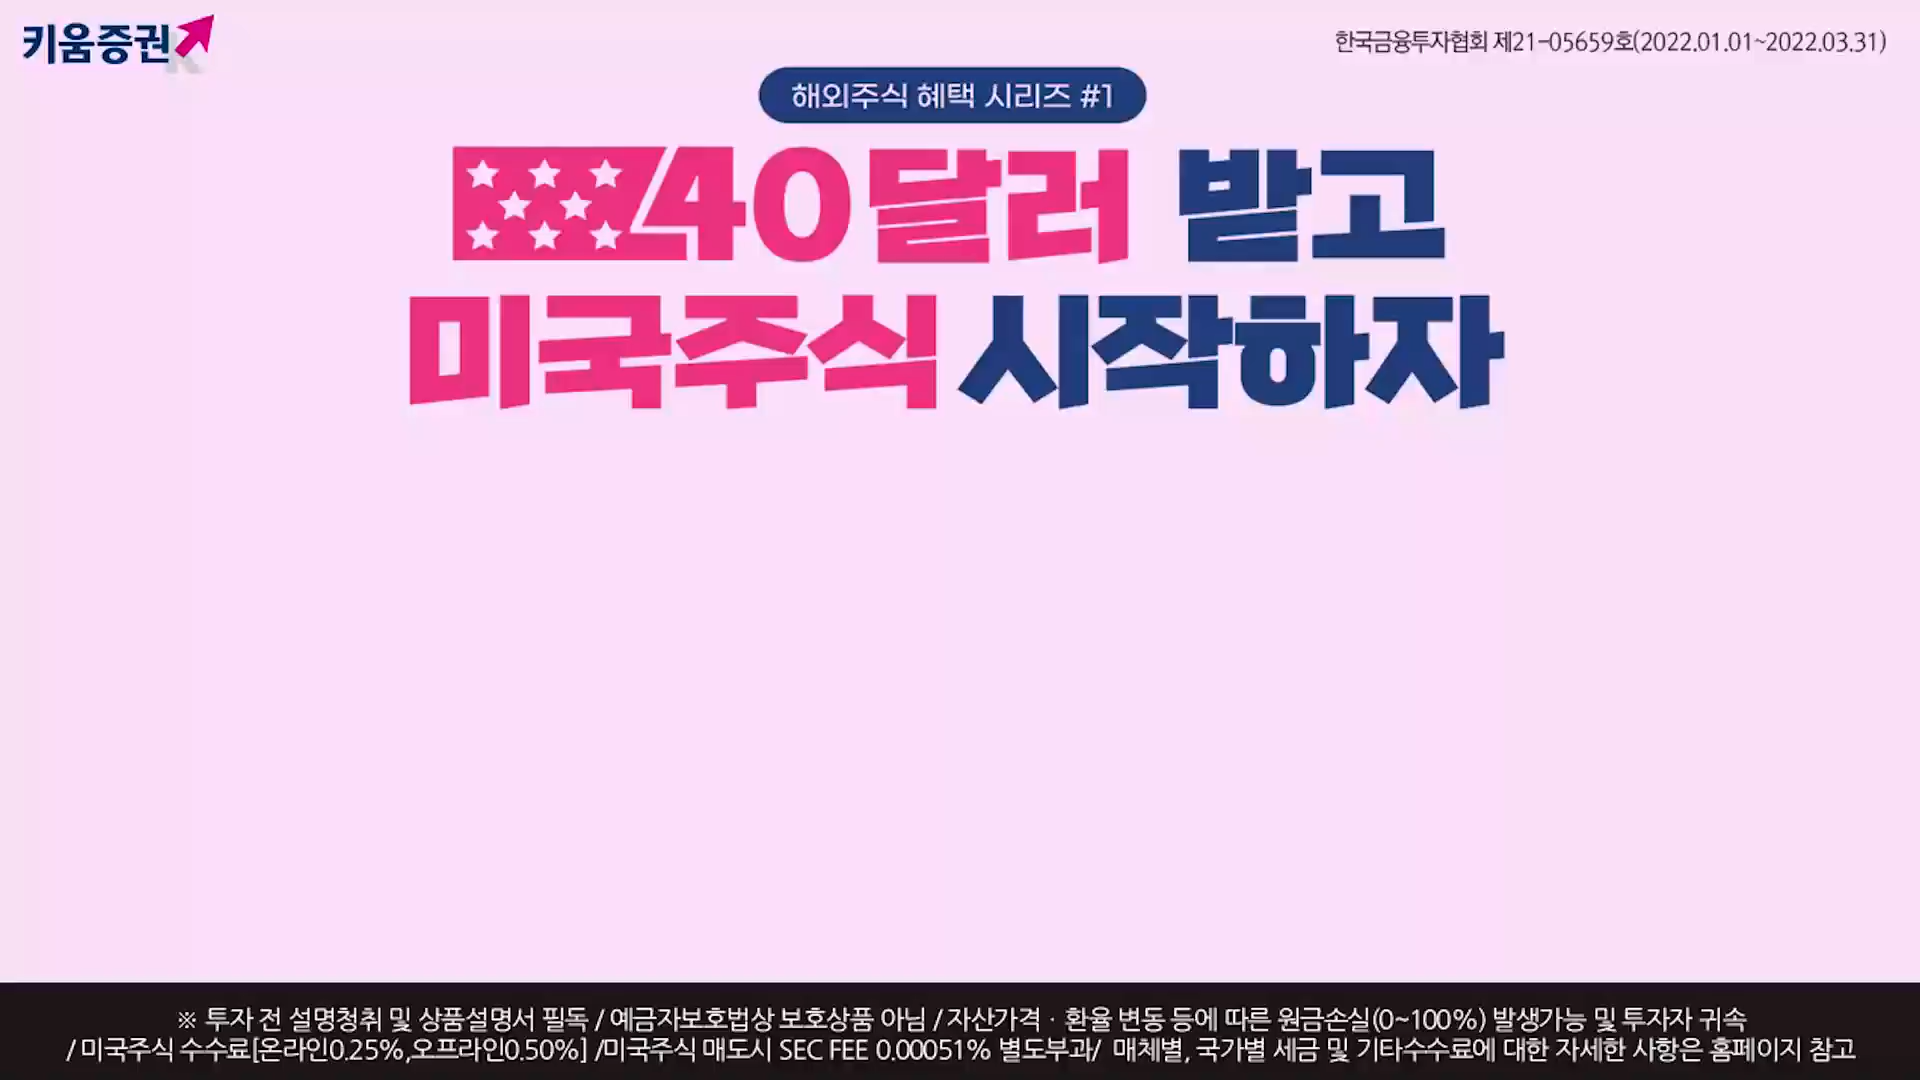 키움증권
한국금융투자협회 제21-05659호(2022.01.01~2022.03.31)
해외주식 혜택 시리즈 #1
40달러 받고
미국주식 시작하자
※ 투자 전 설명청취 및 상품설명서 필독 / 예금자보호법상 보호상품 아님 / 자산가격 · 환율 변동 등에 따른 원금손실(0~100%) 발생가능 및 투자자 귀속
/ 미국주식 수수료[온라인0.25%,오프라인0.50%] /미국주식 매도시 SEC FEE 0.00051% 별도부과/ 매체별, 국가별 세금 및 기타수수료에 대한 자세한 사항은 홈페이지 참고